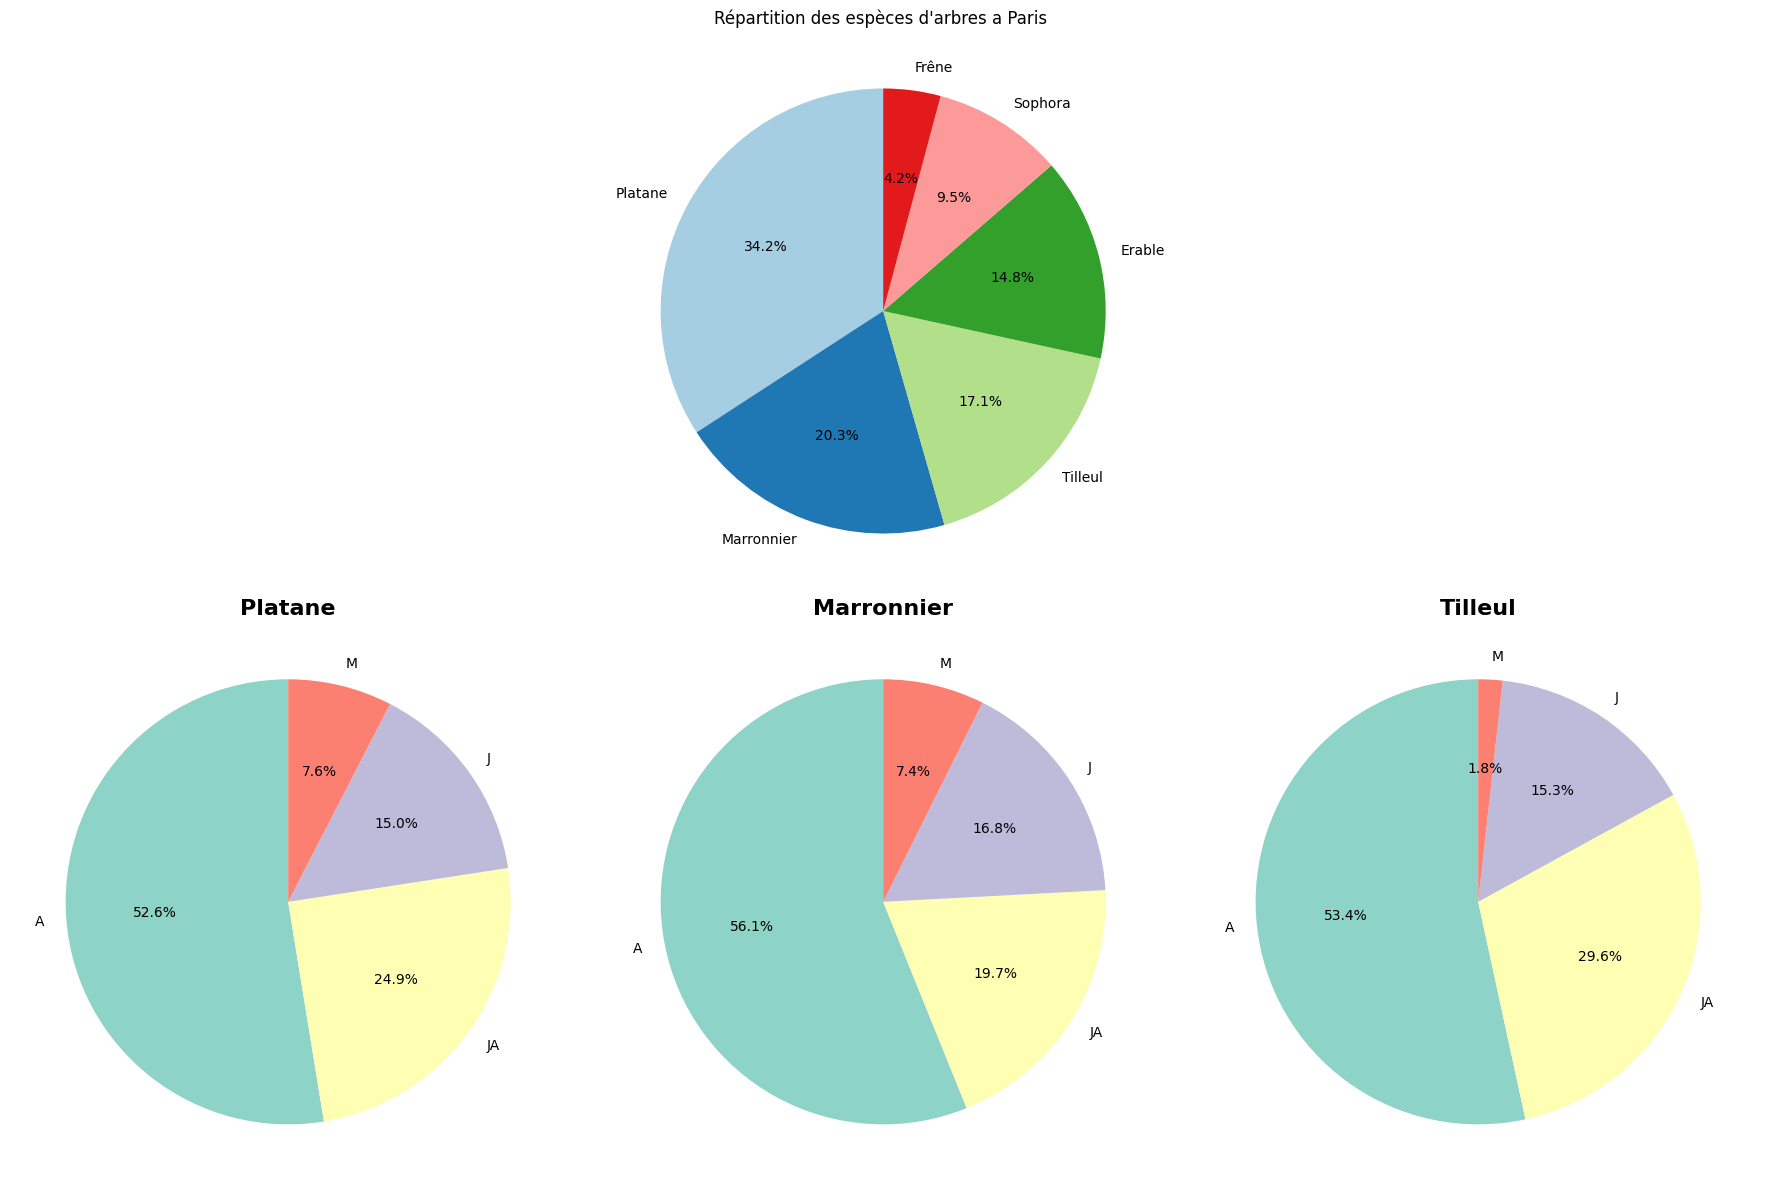 Répartition des espèces d'arbres a Paris
Frêne
Sophora
Platane
4.2%
9.5%
34.2%
Erable
14.8%
17.1%
20.3%
Tilleul
Marronnier
Platane
M
J
7.6%
15.0%
52.6%
A
24.9%
JA
Marronnier
M
J
7.4%
16.8%
56.1%
A
19.7%
JA
Tilleul
M
J
1.8%
15.3%
53.4%
A
29.6%
JA